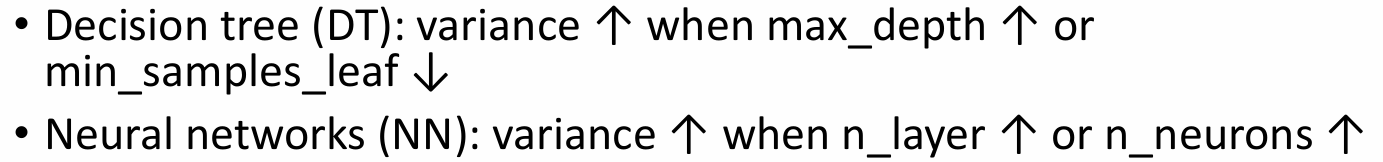 • Decision tree (DT): variance ↑ when max_depth ↑ or
min_samples_leaf ↓
• Neural networks (NN): variance ↑ when n_layer ↑ or n_neurons ↑